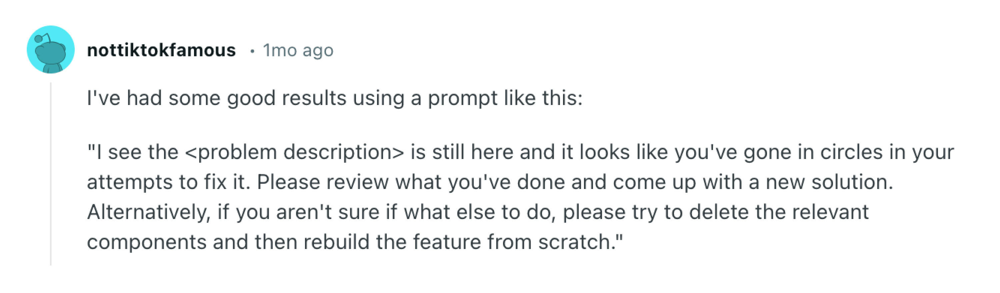 nottiktokfamous • 1mo ago
I've had some good results using a prompt like this:
"I see the <problem description> is still here and it looks like you've gone in circles in your
attempts to fix it. Please review what you've done and come up with a new solution.
Alternatively, if you aren't sure if what else to do, please try to delete the relevant
components and then rebuild the feature from scratch."